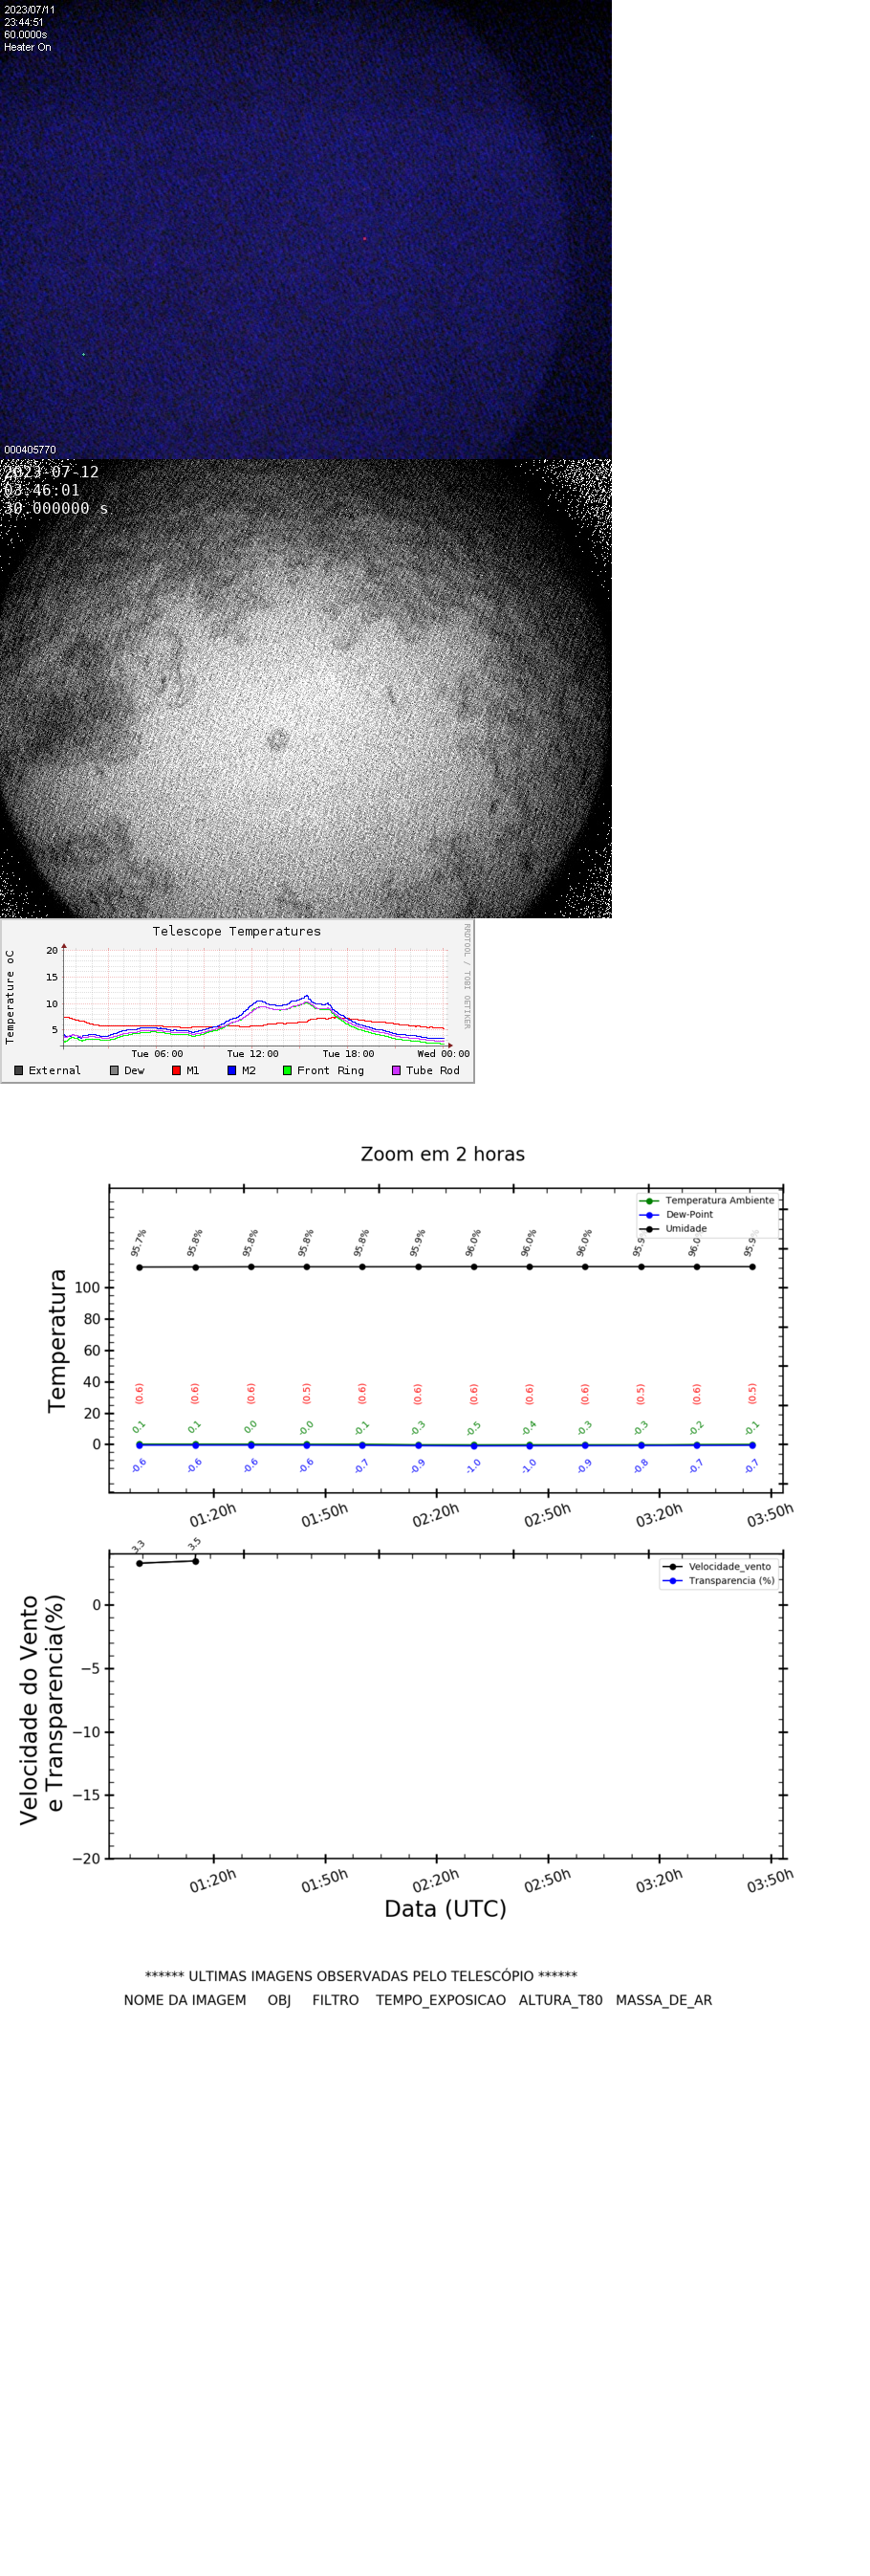 2023/07/11
23:44:51
60.0000s
Heater On
000405770
2023-07-12
03:46:01
30.000000 s
Telescope Temperatures
RRDTOOL / TOBI OETIKER
Temperature oC
20
15
10
5
Tue 06:00 Tue 12:00 Tue 18:00 Wed 00:00
External Dew M1 M2 Front Ring Tube Rod
Zoom em 2 horas
Temperatura Ambiente
Dew-Point
Umidade
95.7% 95.8% 95.8% 95.8% 95.8% 95.9% 96.0% 96.0% 96.0% 95.9 96.0 95.9
Temperatura
100
80
60
40
20
0
(0.6) (0.6) (0.6) (0.5) (0.6) (0.6) (0.6) (0.6) (0.6) (0.5) (0.6) (0.5)
0.1 0.1 0.0 -0.0 -0.1 -0.3 -0.5 -0.4 -0.3 -0.3 -0.2 -0.1
-0.6 -0.6 -0.6 -0.6 -0.7 -0.9 -1.0 -1.0 -0.9 -0.8 -0.7 -0.7
01:20h 01:50h 02:20h 02:50h 03:20h 03:50h
3.3 3.5
Velocidade_vento
Transparencia (%)
Velocidade do Vento
e Transparencia(%)
0
−5
−10
−15
−20
01:20h 01:50h 02:20h 02:50h 03:20h 03:50h
Data (UTC)
****** ULTIMAS IMAGENS OBSERVADAS PELO TELESCÓPIO ******
NOME DA IMAGEM OBJ FILTRO TEMPO_EXPOSICAO ALTURA_T80 MASSA_DE_AR